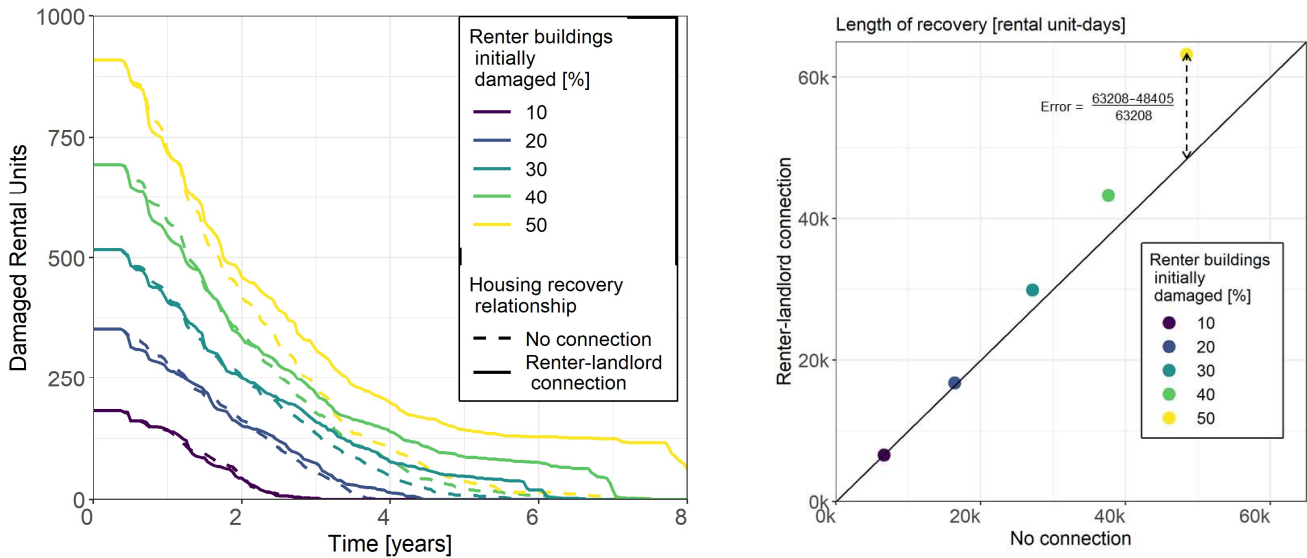 1000
750
500
250
0
Damaged Rental Units
0
2
4
6
8
Time [years]
Renter buildings
initially
damaged [%]
10
20
30
40
50
Housing recovery
relationship
No connection
Renter-landlord
connection
Length of recovery [rental unit-days]
60k
40k
20k
0k
Renter-landlord connection
0k
20k
40k
60k
No connection
Error = 63208−48405
63208
Renter buildings
initially
damaged [%]
10
20
30
40
50